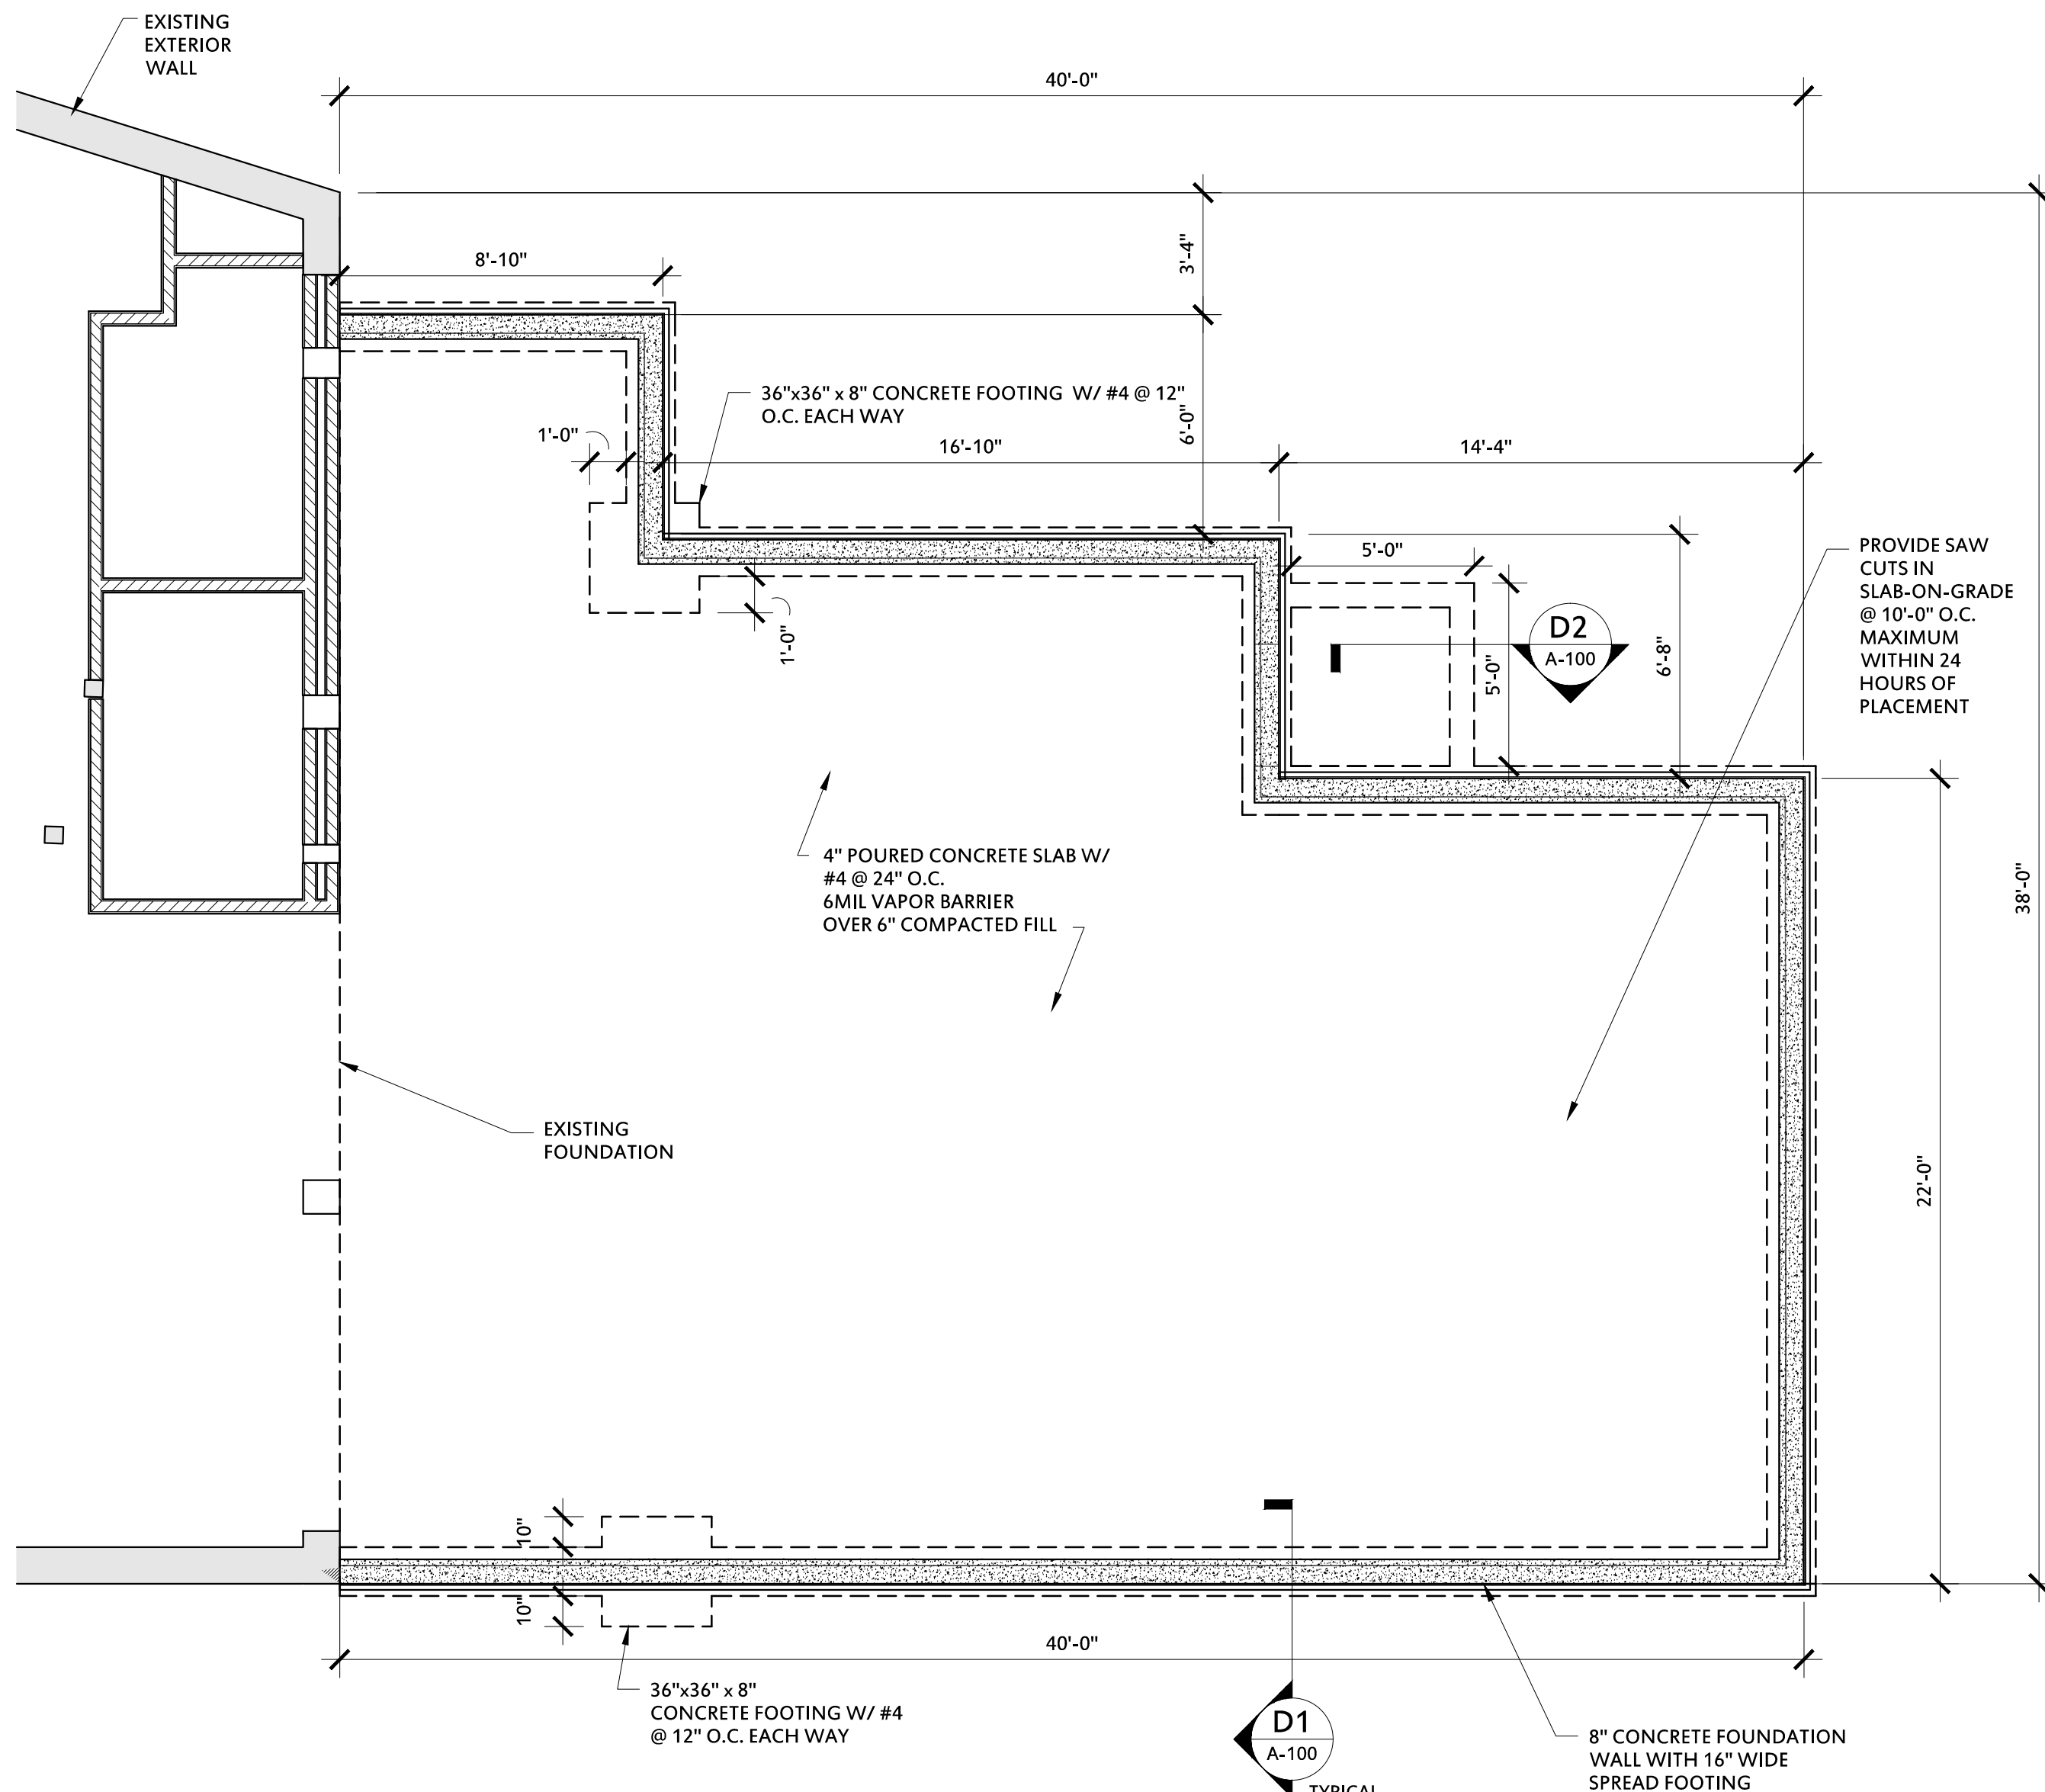 EXISTING
EXTERIOR
WALL
40'-0"
3'-4"
8'-10"
36"x36" x 8" CONCRETE FOOTING W/ #4 @ 12"
O.C. EACH WAY
6'-0"
1'-0"
16'-10"
14'-4"
5'-0"
PROVIDE SAW
CUTS IN
SLAB-ON-GRADE
@ 10'-0" O.C.
MAXIMUM
WITHIN 24
HOURS OF
PLACEMENT
D2
A-100
1'-0"
5'-0"
6'-8"
4" POURED CONCRETE SLAB W/
#4 @ 24" O.C.
6MIL VAPOR BARRIER
OVER 6" COMPACTED FILL
38'-0"
EXISTING
FOUNDATION
22'-0"
10"
10"
40'-0"
36"x36" x 8"
CONCRETE FOOTING W/ #4
@ 12" O.C. EACH WAY
D1
A-100
TYPICAL
8" CONCRETE FOUNDATION
WALL WITH 16" WIDE
SPREAD FOOTING